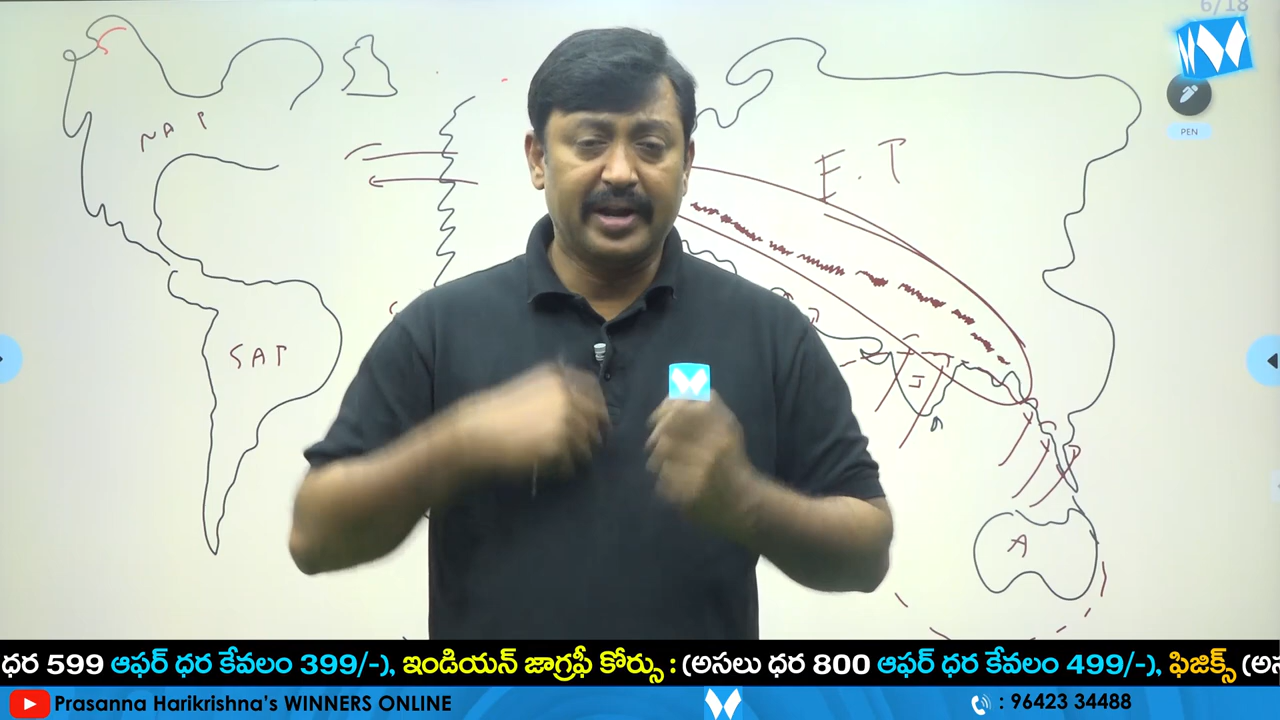 6/18
PEN
E.T
NAP
SAP
I
A
ధర 599 ఆఫర్ ధర కేవలం 399/-), ఇండియన్ జాగ్రఫీ కోర్సు : (అసలు ధర 800 ఆఫర్ ధర కేవలం 499/-), ఫిజిక్స్ (అస
Prasanna Harikrishna's WINNERS ONLINE
: 96423 34488